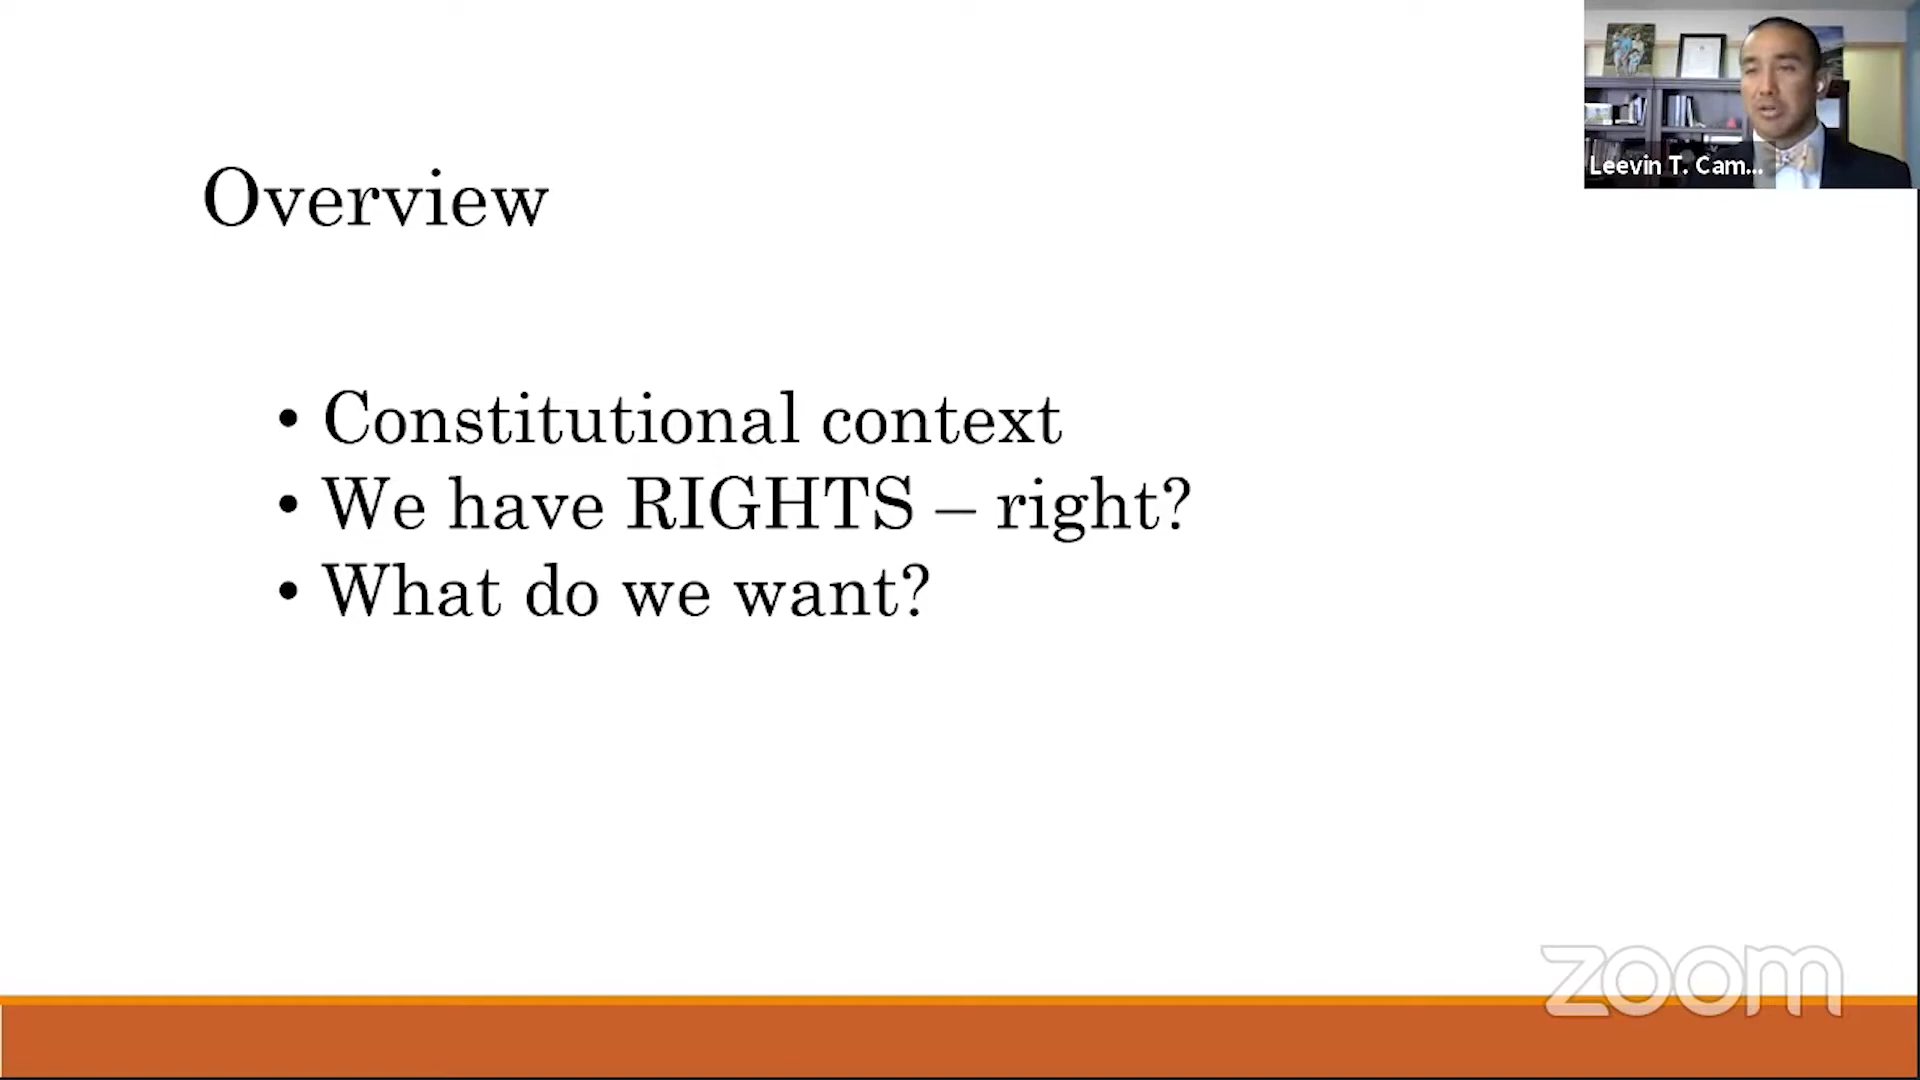 Leevin T. Cam...
Overview
• Constitutional context
• We have RIGHTS – right?
• What do we want?
zoom